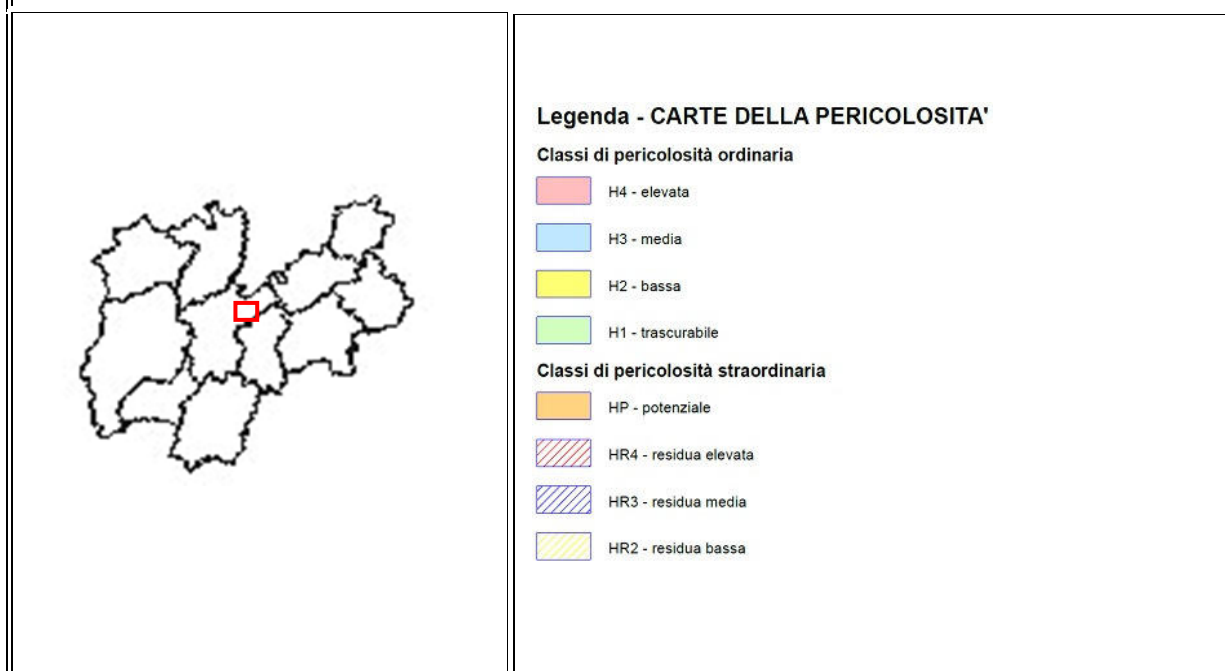 Legenda - CARTE DELLA PERICOLOSITA'
Classi di pericolosità ordinaria
H4 - elevata
H3 - media
H2 - bassa
H1 - trascurabile
Classi di pericolosità straordinaria
HP - potenziale
HR4 - residua elevata
HR3 - residua media
HR2 - residua bassa